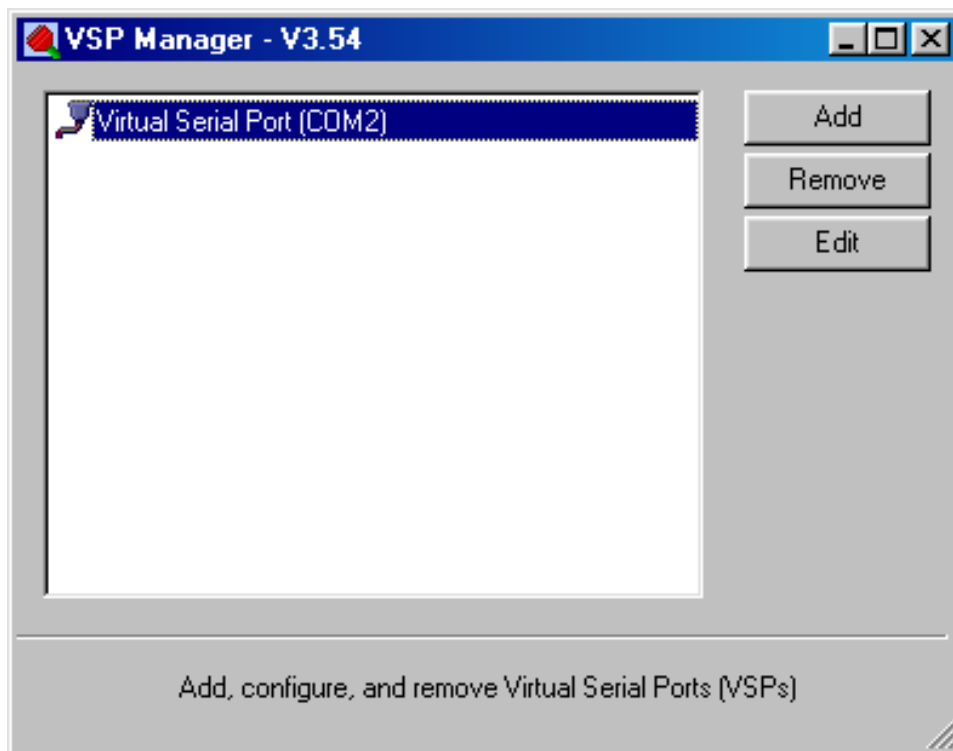 VSP Manager - V3.54
Virtual Serial Port (COM2)
Add
Remove
Edit
Add, configure, and remove Virtual Serial Ports (VSPs)